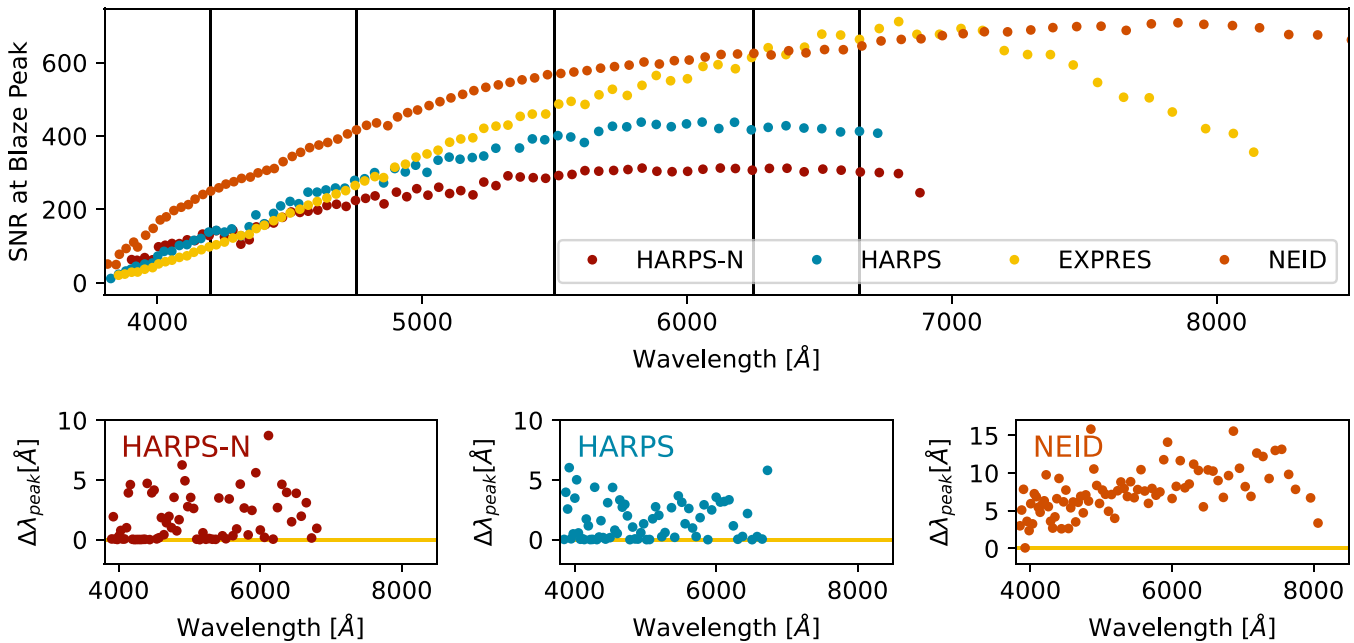 SNR at Blaze Peak
600
400
200
0
HARPS-N HARPS EXPRES NEID
4000 5000 6000 7000 8000
Wavelength [Å]
Δλpeak[Å]
10
5
0
HARPS-N
4000 6000 8000
Wavelength [Å]
Δλpeak[Å]
10
5
0
HARPS
4000 6000 8000
Wavelength [Å]
Δλpeak[Å]
15
10
5
0
NEID
4000 6000 8000
Wavelength [Å]